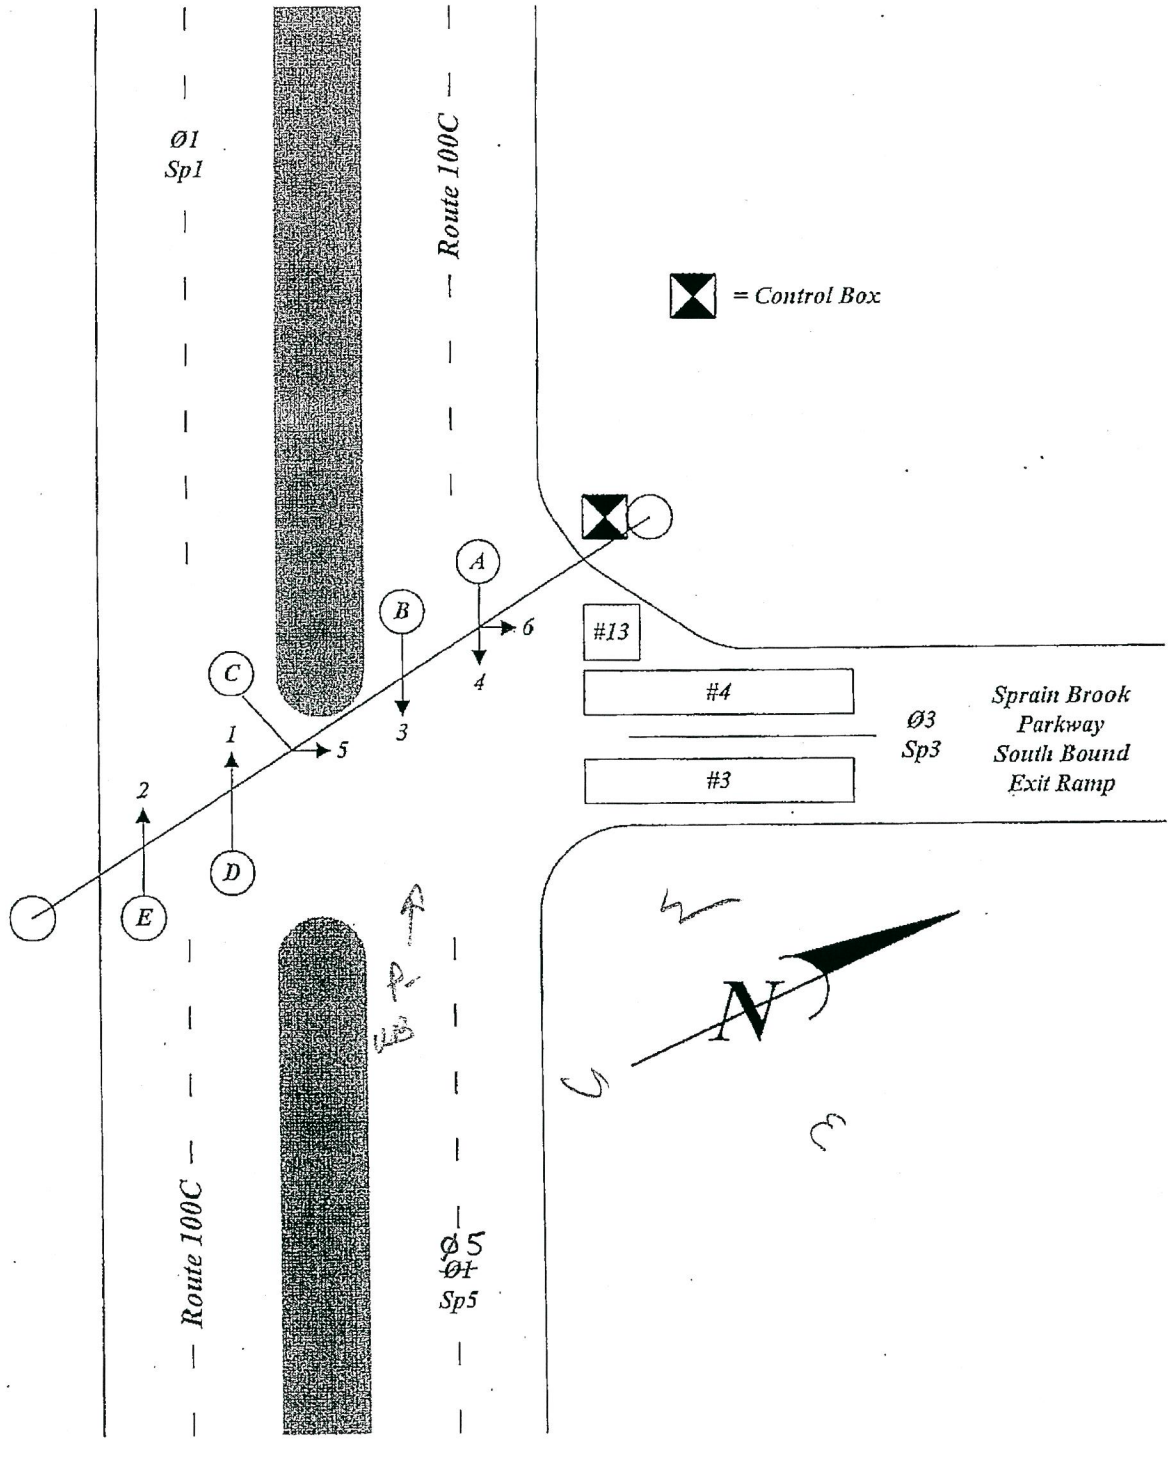 Ø1
Sp1
Route 100C
= Control Box
A
B
6
#13
C
4
#4
Sprain Brook
Parkway
South Bound
Exit Ramp
Ø3
Sp3
1
3
5
2
#3
D
E
N
Route 100C
Ø5
Ø1
Sp5